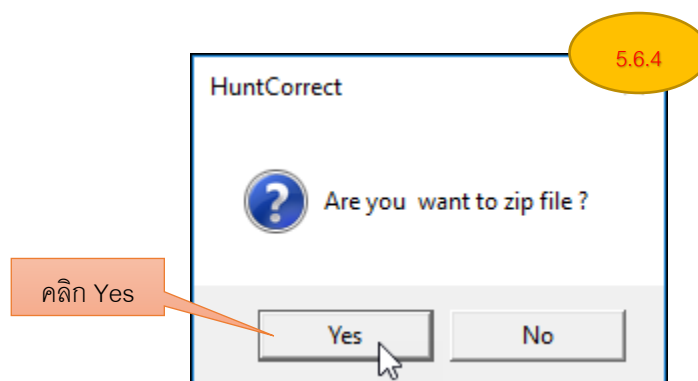 5.6.4
HuntCorrect
Are you  want to zip file ?
คลิก Yes
Yes
No